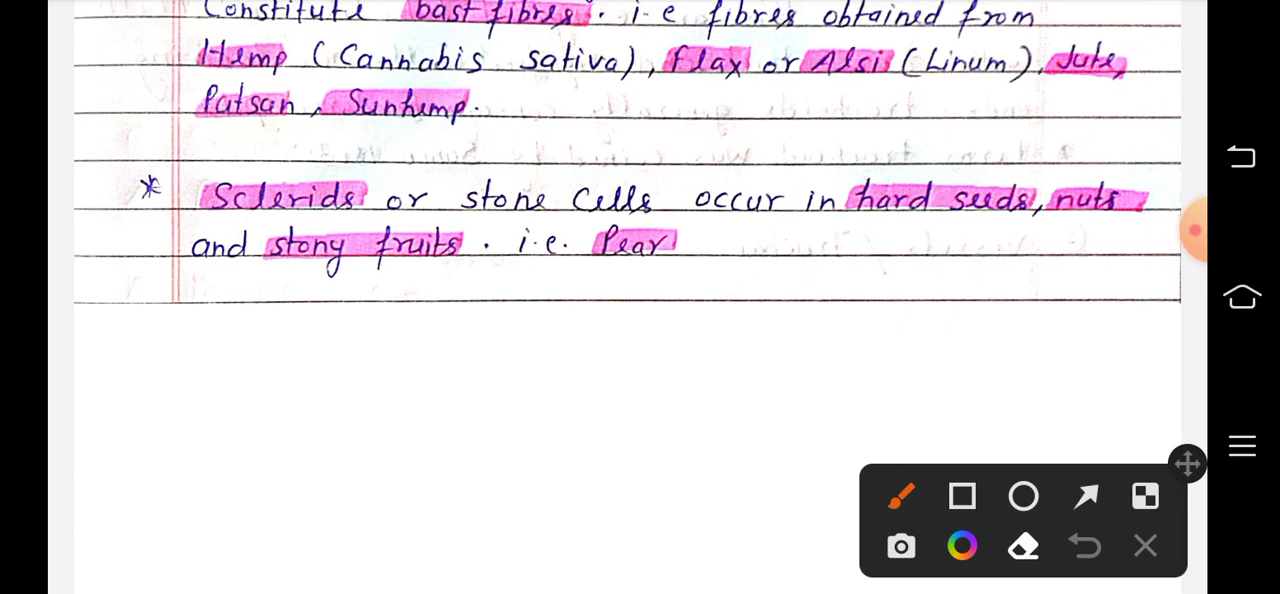 Constitute bast fibres. i-e fibres obtained from
Hemp (Cannabis sativa), flax or Alsi (Linum), Jute,
Patsan, Sunhemp.
* Sclerids or stone cells occur in hard seeds, nuts
and stony fruits. i.e. Pear